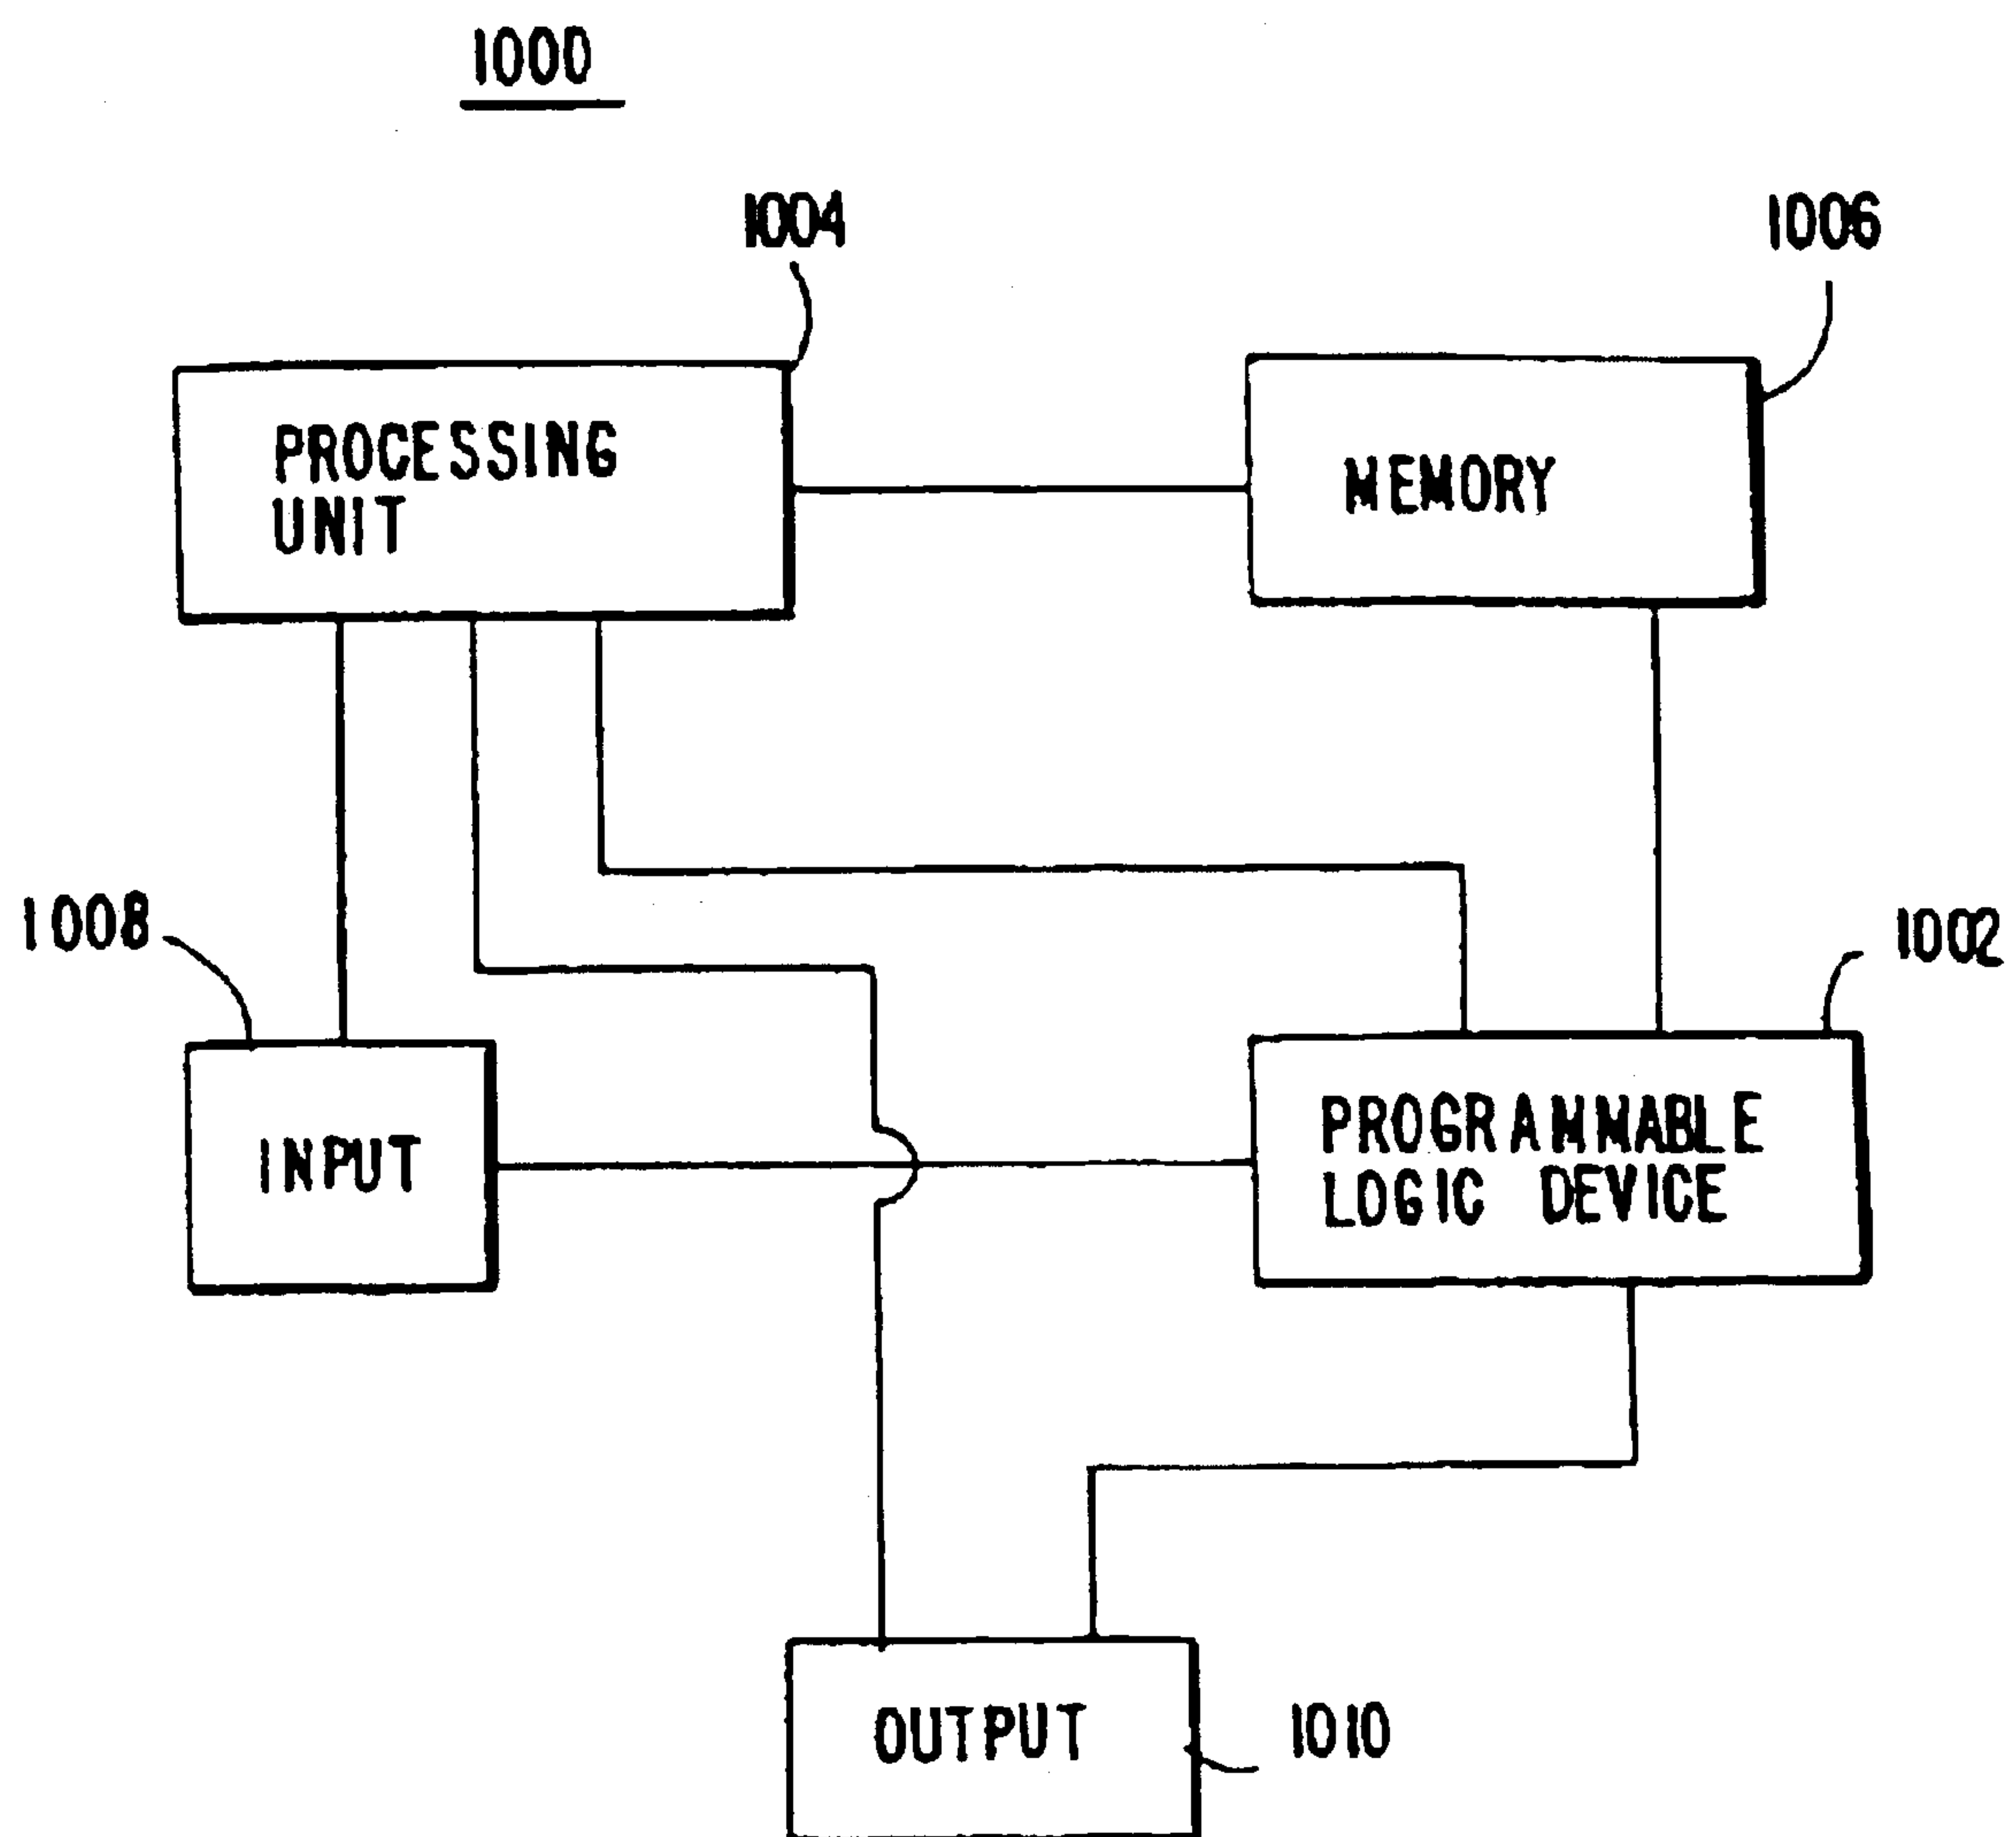 1000
1004
1006
PROCESSING
UNIT
MEMORY
1008
1002
INPUT
PROGRAMMABLE
LOGIC DEVICE
OUTPUT
1010